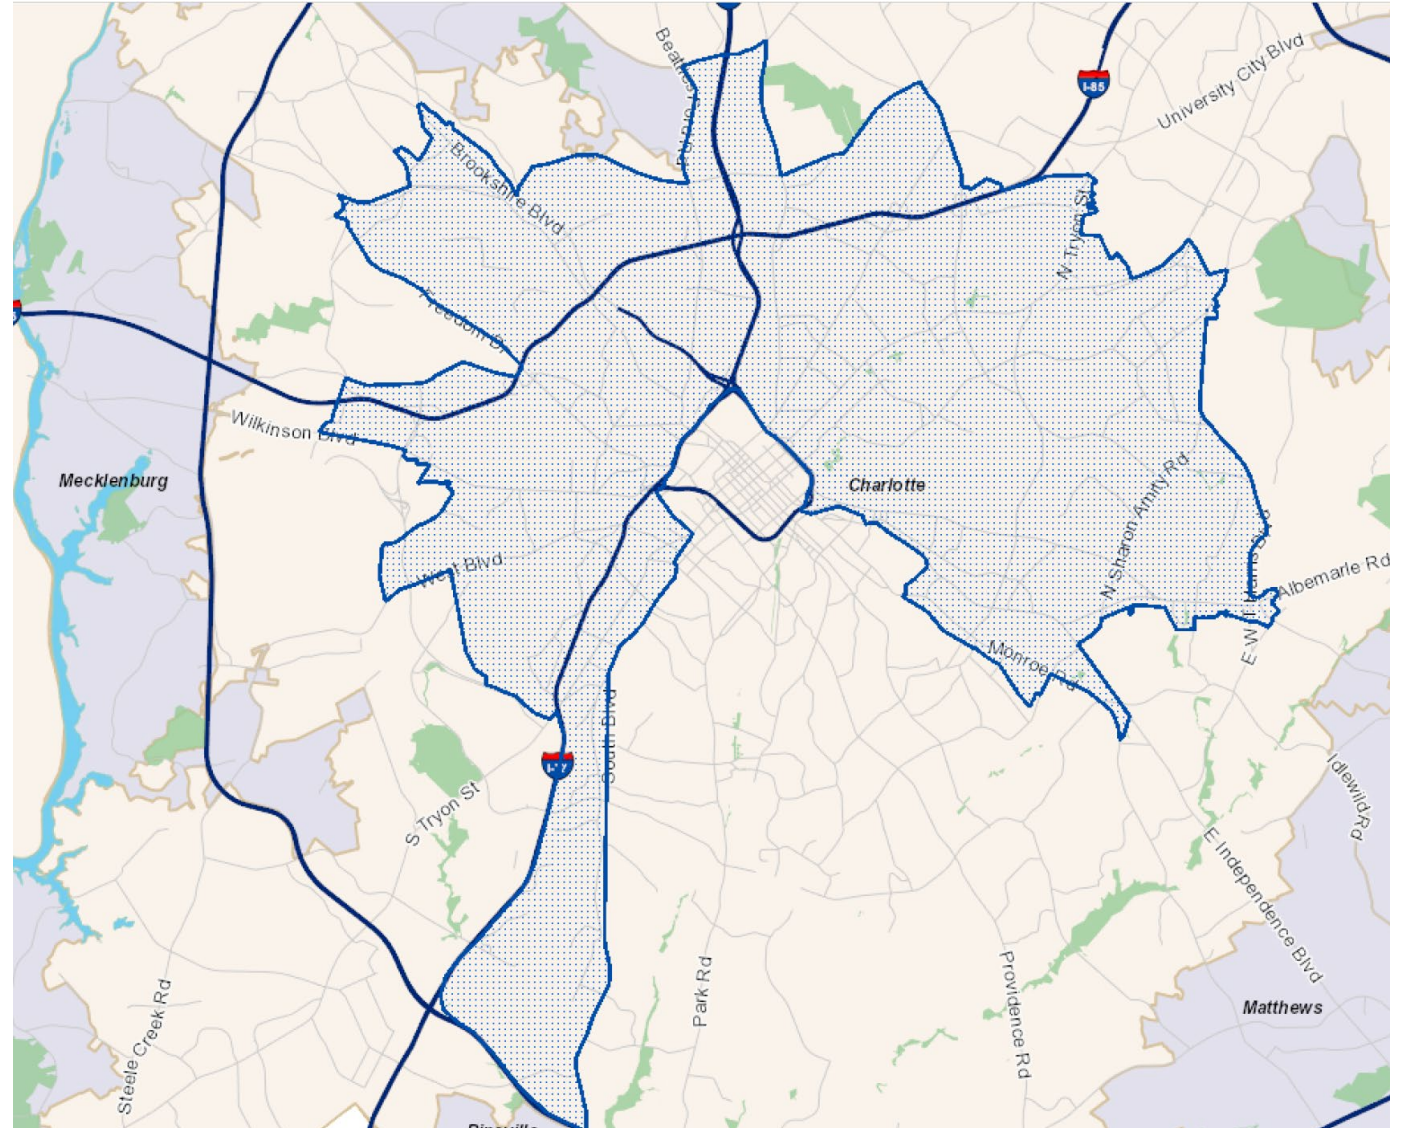 I-85
University City Blvd
Brookshire Blvd
N Tryon St
Freedom Dr
Wilkinson Blvd
Mecklenburg
Charlotte
N Sharon Amity Rd
West Blvd
Albemarle Rd
Monroe Rd
South Blvd
S Tryon St
Idlewild Rd
E Independence Blvd
Park Rd
Providence Rd
Steele Creek Rd
Matthews